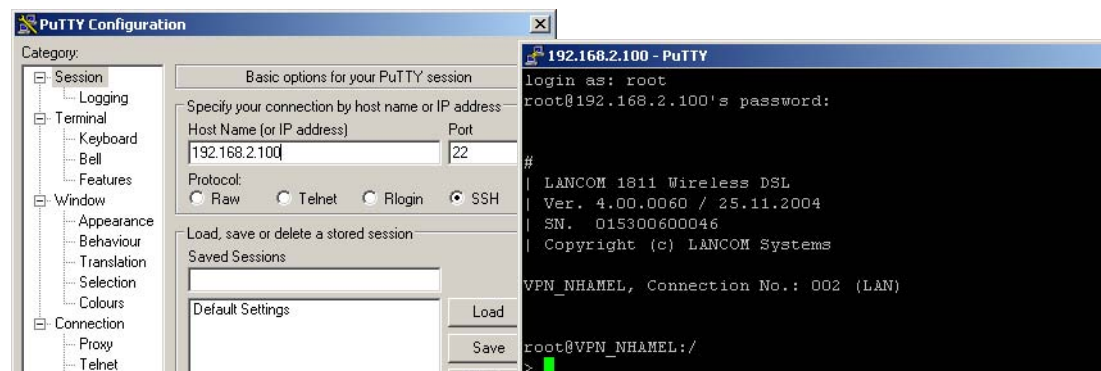 PuTTY Configuration
Category:
Session
Logging
Terminal
Keyboard
Bell
Features
Window
Appearance
Behaviour
Translation
Selection
Colours
Connection
Proxy
Telnet
Basic options for your PuTTY session
Specify your connection by host name or IP address
Host Name (or IP address) Port
192.168.2.100 22
Protocol:
Raw Telnet Rlogin SSH
Load, save or delete a stored session
Saved Sessions
Default Settings
Load
Save
192.168.2.100 - PuTTY
login as: root
root@192.168.2.100's password:
#
| LANCOM 1811 Wireless DSL
| Ver. 4.00.0060 / 25.11.2004
| SN. 015300600046
| Copyright (c) LANCOM Systems
VPN_NHAMEL, Connection No.: 002 (LAN)
root@VPN_NHAMEL:/
>